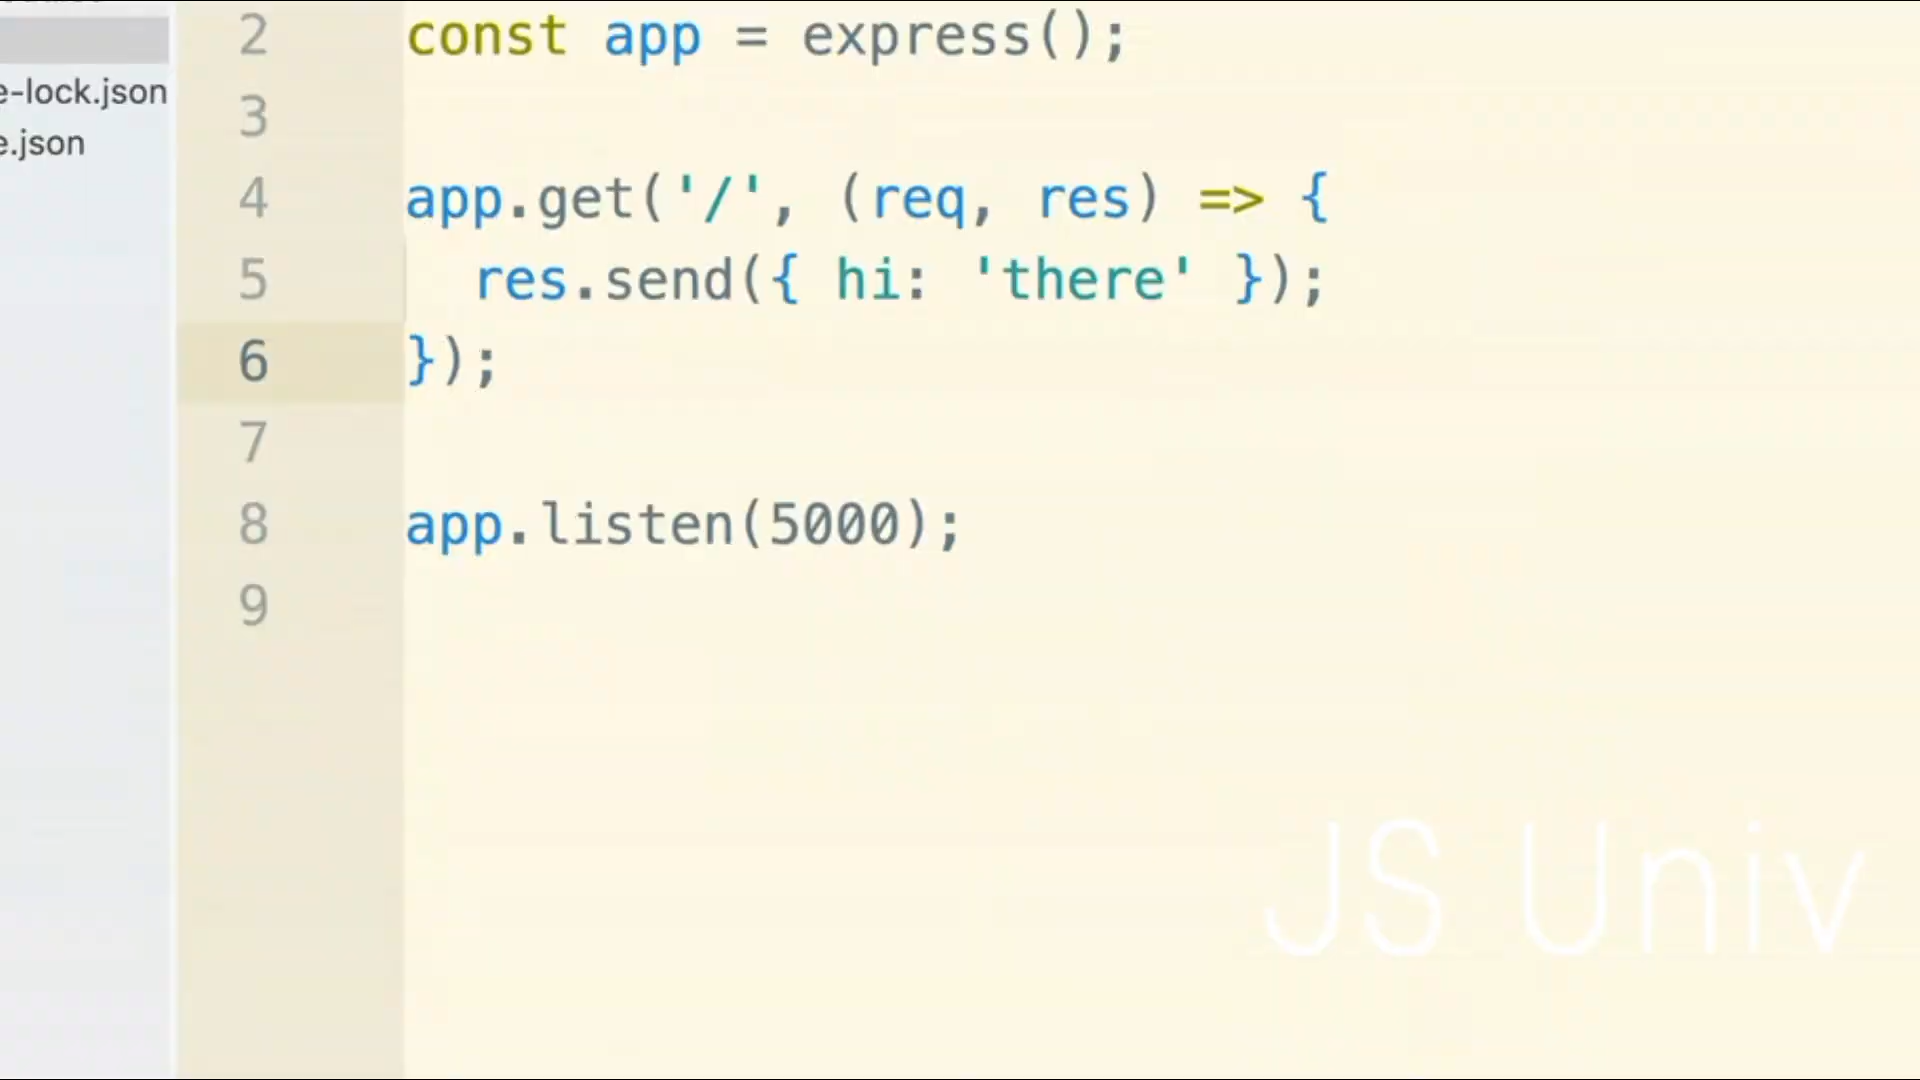 2 const app = express();
e-lock.json
3
e.json
4 app.get('/', (req, res) => {
5 res.send({ hi: 'there' });
6 });
7
8 app.listen(5000);
9
JS Univ